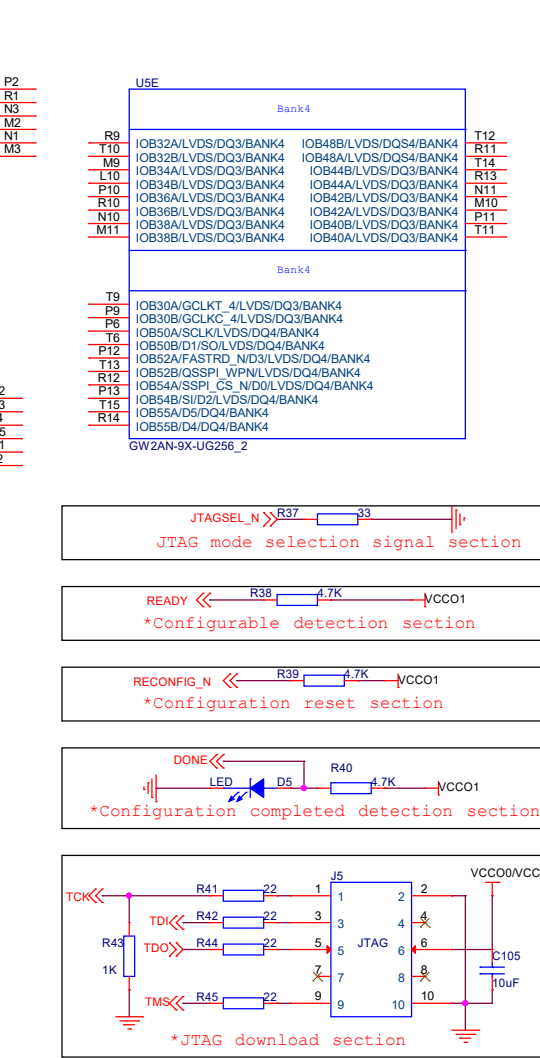 P2
R1
N3
M2
N1
M3
U5E
Bank4
R9 IOB32A/LVDS/DQ3/BANK4 IOB48B/LVDS/DQS4/BANK4 T12
T10 IOB32B/LVDS/DQ3/BANK4 IOB48A/LVDS/DQS4/BANK4 R11
M9 IOB34A/LVDS/DQ3/BANK4 IOB44B/LVDS/DQ3/BANK4 T14
L10 IOB34B/LVDS/DQ3/BANK4 IOB44A/LVDS/DQ3/BANK4 R13
P10 IOB36A/LVDS/DQ3/BANK4 IOB42B/LVDS/DQ3/BANK4 N11
R10 IOB36B/LVDS/DQ3/BANK4 IOB42A/LVDS/DQ3/BANK4 M10
N10 IOB38A/LVDS/DQ3/BANK4 IOB40B/LVDS/DQ3/BANK4 P11
M11 IOB38B/LVDS/DQ3/BANK4 IOB40A/LVDS/DQ3/BANK4 T11
Bank4
T9 IOB30A/GCLKT_4/LVDS/DQ3/BANK4
P9 IOB30B/GCLKC_4/LVDS/DQ3/BANK4
P6 IOB50A/SCLK/LVDS/DQ4/BANK4
T6 IOB50B/D1/SO/LVDS/DQ4/BANK4
P12 IOB52A/FASTRD_N/D3/LVDS/DQ4/BANK4
T13 IOB52B/QSSPI_WPN/LVDS/DQ4/BANK4
R12 IOB54A/SSPI_CS_N/D0/LVDS/DQ4/BANK4
P13 IOB54B/SI/D2/LVDS/DQ4/BANK4
T15 IOB55A/D5/DQ4/BANK4
R14 IOB55B/D4/DQ4/BANK4
GW2AN-9X-UG256_2
JTAGSEL_N R37 33
JTAG mode selection signal section
READY R38 4.7K VCCO1
*Configurable detection section
RECONFIG_N R39 4.7K VCCO1
*Configuration reset section
DONE
LED D5 R40 4.7K VCCO1
*Configuration completed detection section
J5 VCCO0/VCC
TCK R41 22 1 1 2 2
TDI R42 22 3 3 4 4
R43 TDO R44 22 5 5 JTAG 6 6 C105
1K 7 7 8 8 10uF
TMS R45 22 9 9 10 10
*JTAG download section